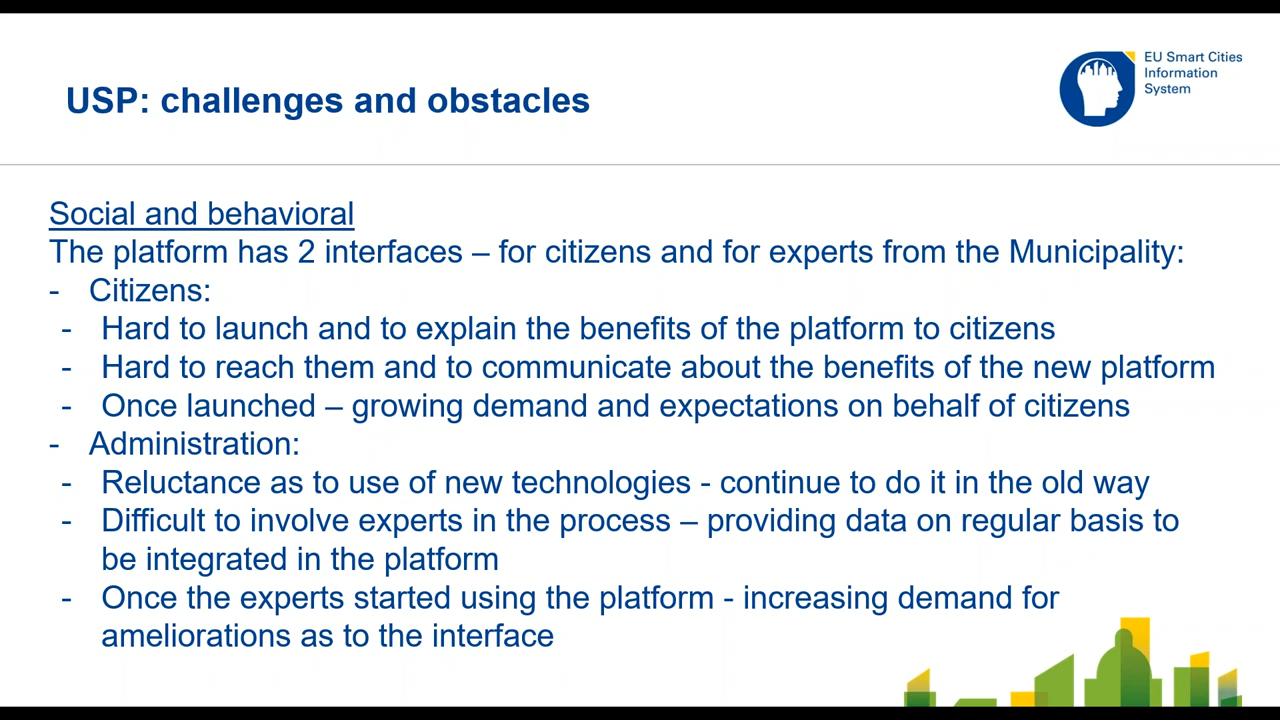 USP: challenges and obstacles
EU Smart Cities
Information
System
Social and behavioral
The platform has 2 interfaces – for citizens and for experts from the Municipality:
- Citizens:
- Hard to launch and to explain the benefits of the platform to citizens
- Hard to reach them and to communicate about the benefits of the new platform
- Once launched – growing demand and expectations on behalf of citizens
- Administration:
- Reluctance as to use of new technologies - continue to do it in the old way
- Difficult to involve experts in the process – providing data on regular basis to
be integrated in the platform
- Once the experts started using the platform - increasing demand for
ameliorations as to the interface